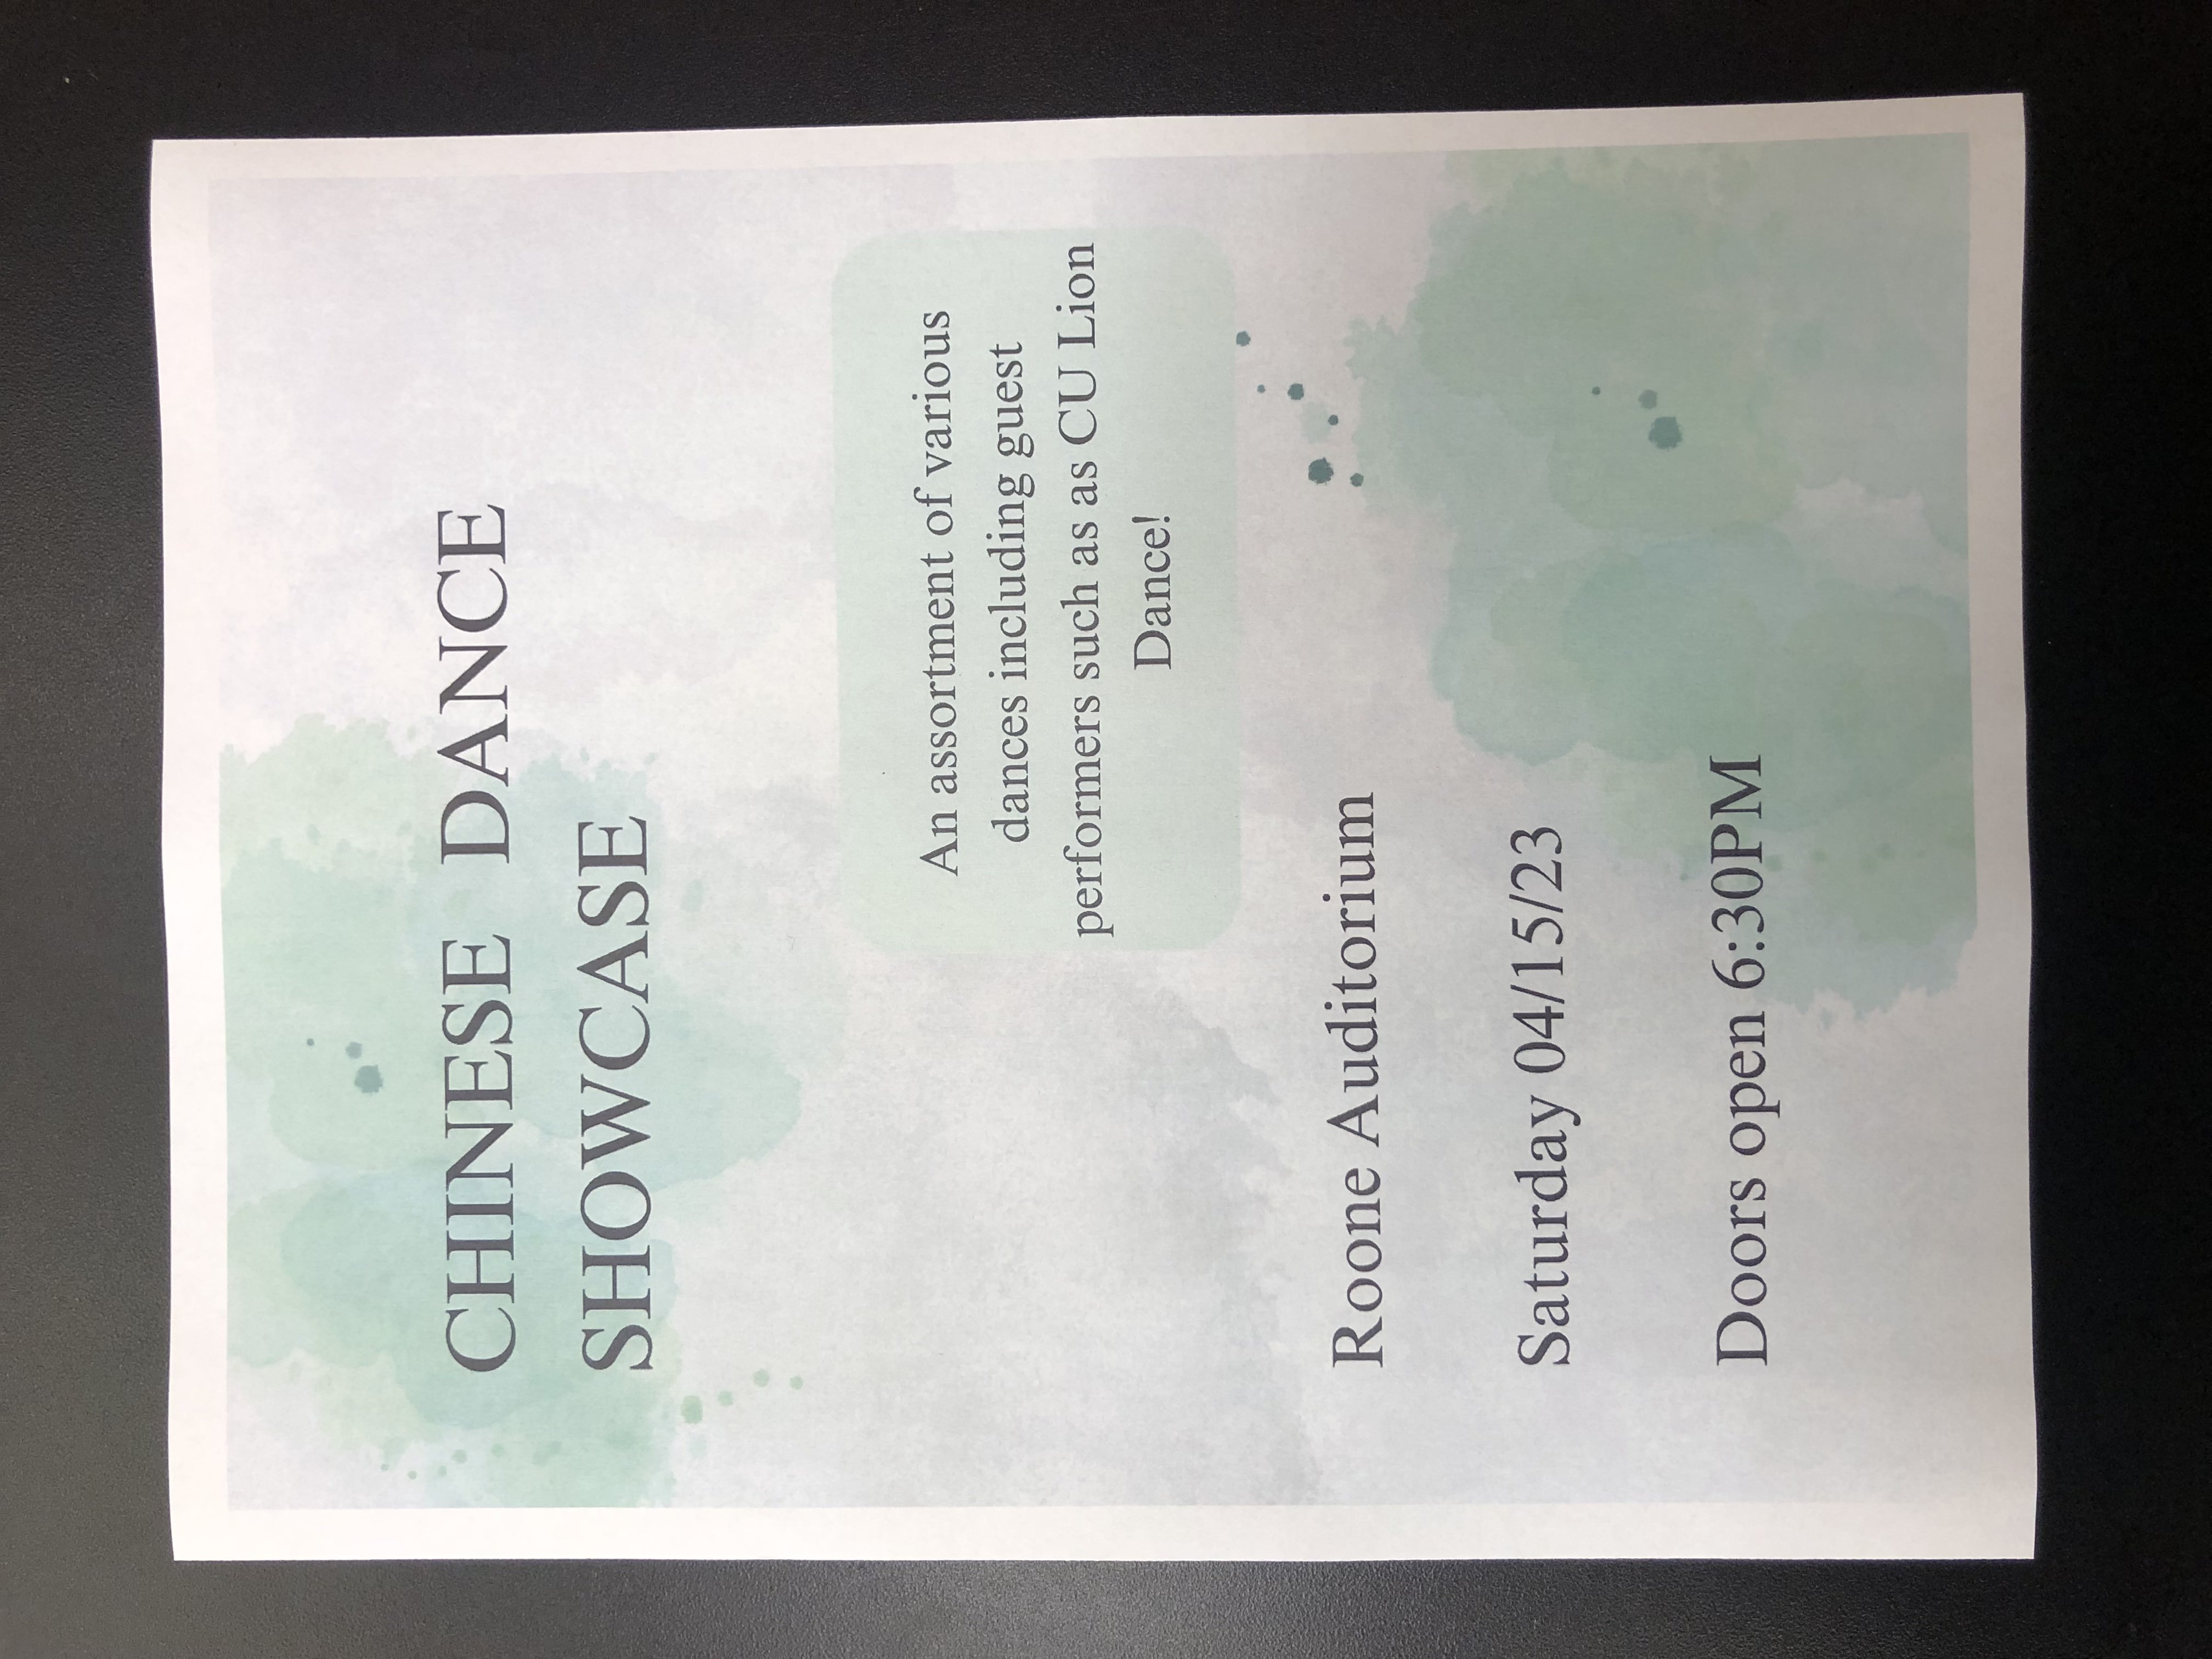 CHINESE DANCE
SHOWCASE
An assortment of various
dances including guest
performers such as as CU Lion
Dance!
Roone Auditorium
Saturday 04/15/23
Doors open 6:30PM